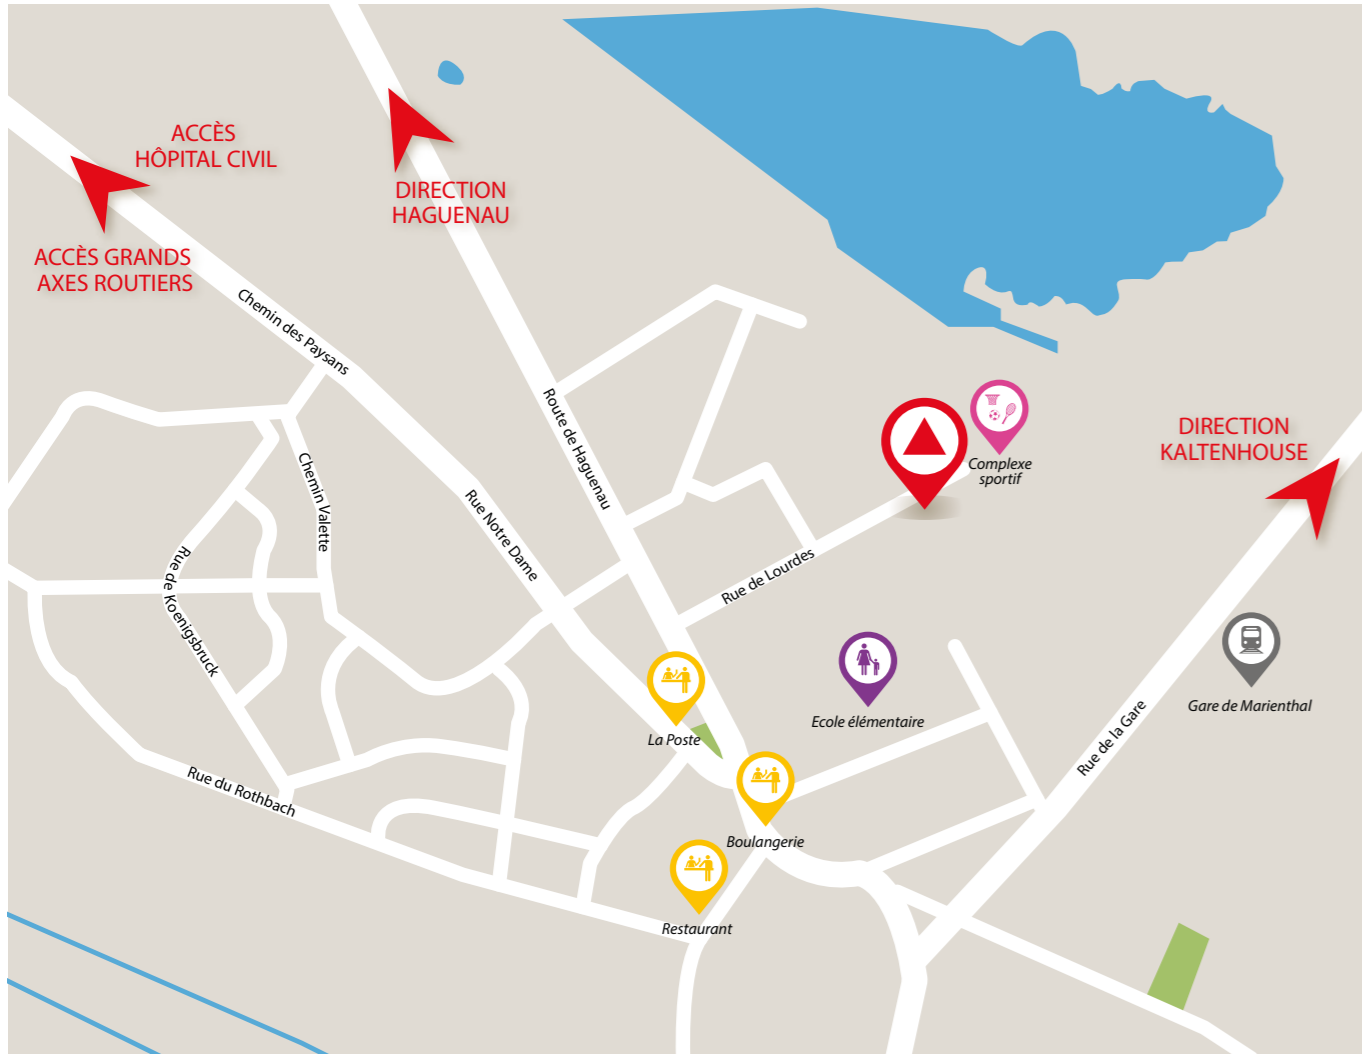 ACCÈS
HÔPITAL CIVIL
DIRECTION
HAGUENAU
ACCÈS GRANDS
AXES ROUTIERS
Chemin des Paysans
Route de Haguenau
DIRECTION
KALTENHOUSE
Complexe
sportif
Chemin Valette
Rue Notre Dame
Rue de Koenigsbruck
Rue de Lourdes
Gare de Marienthal
Ecole élémentaire
La Poste
Rue de la Gare
Rue du Rothbach
Boulangerie
Restaurant